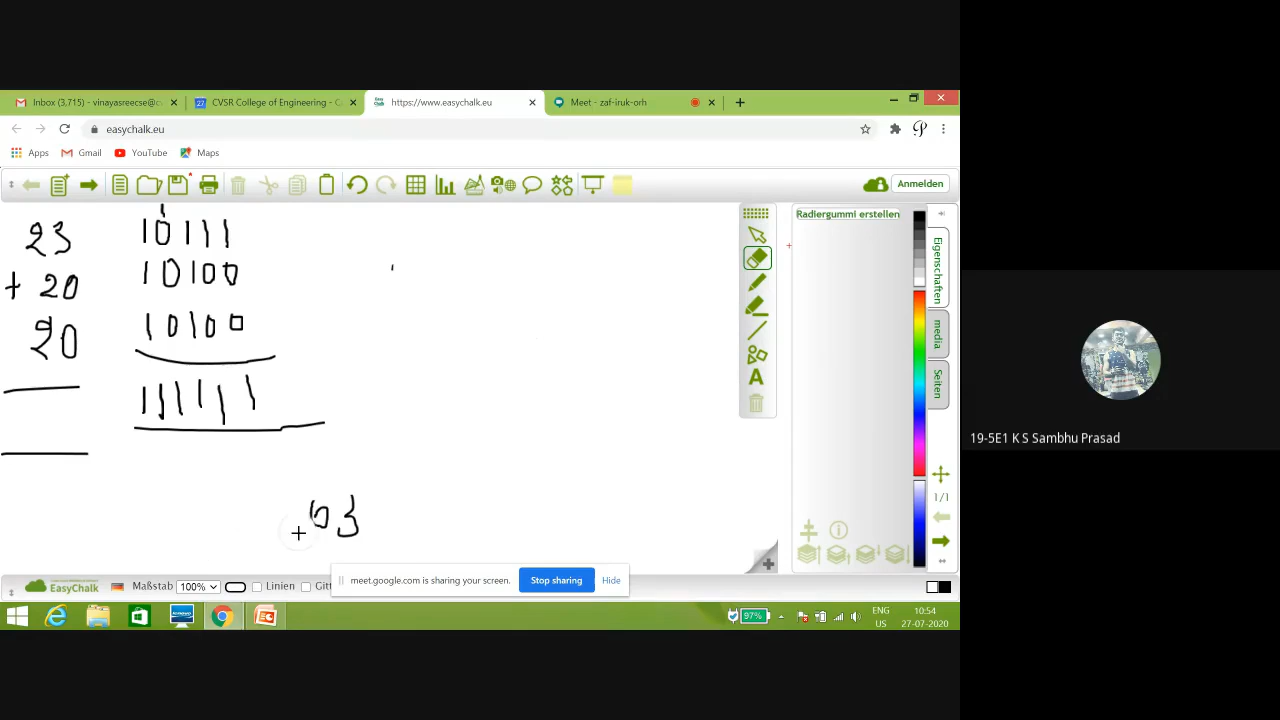 Inbox (3,715) - vinayasreecse@cv
CVSR College of Engineering - C
https://www.easychalk.eu
Meet - zaf-iruk-orh
easychalk.eu
Apps Gmail YouTube Maps
Anmelden
Radiergummi erstellen
Eigenschaften
media
Seiten
23 10111
+ 20 10100
20 10100
111111
63
1/1
EasyChalk Maßstab 100% Linien Gitt
meet.google.com is sharing your screen. Stop sharing Hide
97% ENG US 10:54 27-07-2020
19-5E1 K S Sambhu Prasad